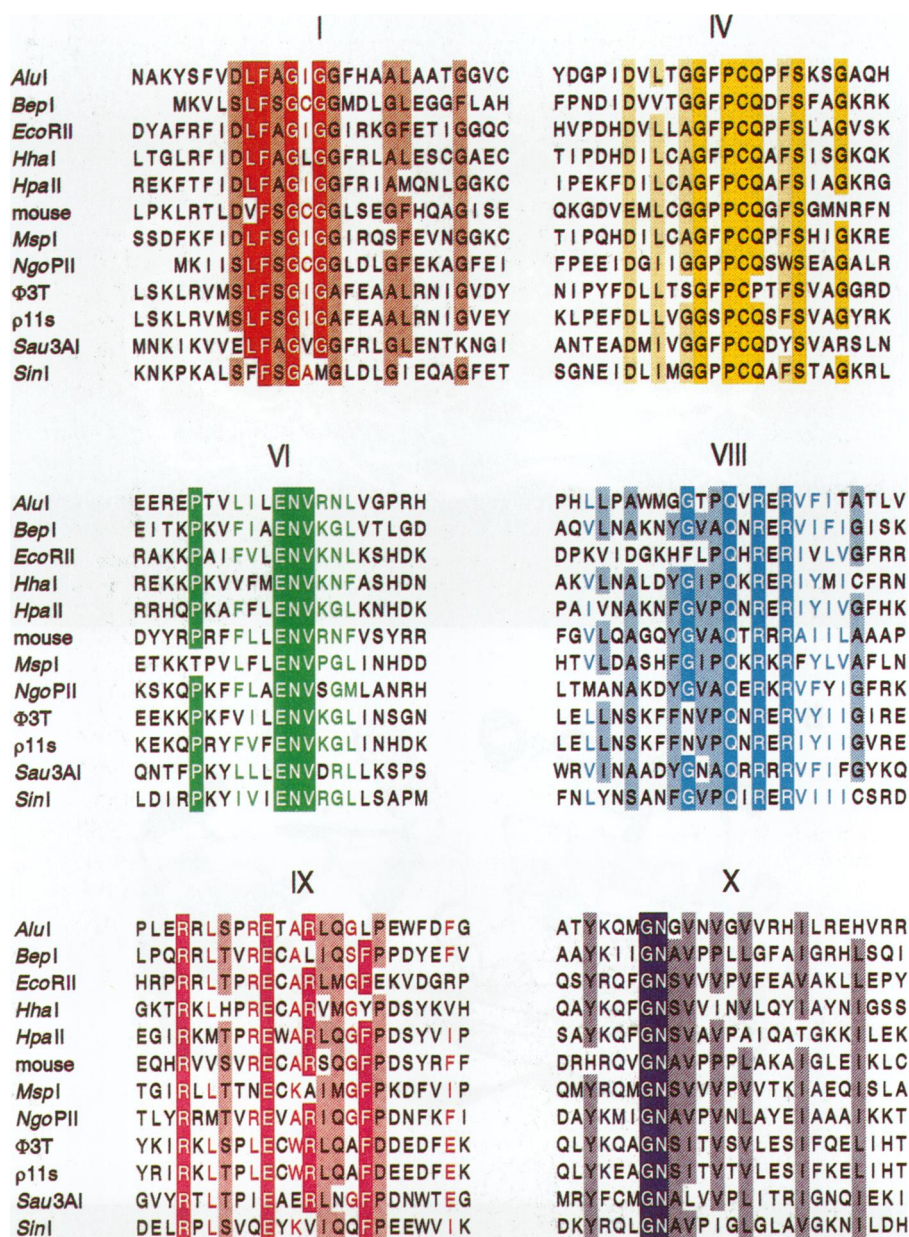 I IV
AluI NAKYSFVDLFAGIGGFHAALAATGGVC YDGPIDVLTGGFPCQPFSKSGAQH
BepI MKVLSLFSGCGGMDLGLEGGFLAH FPNDIDVVTGGFPCQDFSFAGKRK
EcoRII DYAFRFIDLFAGIGGIRKGFETIGGQC HVPDHDVLLAGFPCQPFSLAGVSK
HhaI LTGLRFIDLFAGLGGFRLALESCGAEC TIPDHDILCAGFPCQAFSISGKQK
HpaII REKFTFIDLFAGIGGFRIAMQNLGGKC IPEKFDILCAGFPCQAFSIAGKRG
mouse LPKLRTLDVFSGCGGLSEGFHQAGISE QKGDVEMLCGGPPCQGFSGMNRFN
MspI SSDFKFIDLFSGIGGIRQSFEVNGGKC TIPQHDILCAGFPCQPFSHIGKRE
NgoPII MKIISLFSGCGGLDLGFEKAGFEI FPEEIDGIIGGPPCQSWSEAGALR
Φ3T LSKLRVMSLFSGIGAFEAALRNIGVDY NIPYFDLLTSGFPCPTFSVAGGRD
ρ11s LSKLRVMSLFSGIGAFEAALRNIGVEY KLPEFDLLVGGSPCQSFSVAGYRK
Sau3AI MNKIKVVELFAGVGGFRLGLENTKNGI ANTEADMIVGGFPCQDYSVARSLN
SinI KNKPKALSFFSGAMGLDLGIEQAGFET SGNEIDLIMGGPPCQAFSTAGKRL
VI VIII
AluI EEREPTVLILENVRNLVGPRH PHLLPAWMGGTPQVRERVFITATLV
BepI EITKPKVFIAENVKGLVTLGD AQVLNAKNYGVAQNRERVIFIGISK
EcoRII RAKKPAIFVLENVKNLKSHDK DPKVIDGKHFLPQHRERIVLVGFRR
HhaI REKKPKVVFMENVKNFASHDN AKVLNALDYGIPQKRERIYMICFRN
HpaII RRHQPKAFFLENVKGLKNHDK PAIVNAKNFGVPQNRERIYIVGFHK
mouse DYYRPRFFLLENVRNFVSYRR FGVLQAGQYGVAQTRRRAIILAAAP
MspI ETKKTPVLFLENVPGLINHDD HTVLDASHFGIPQKRKRFYLVAFLN
NgoPII KSKQPKFFLAENVSGMLANRH LTMANAKDYGVAQERKRVFYIGFRK
Φ3T EEKKPKFVILENVKGLINSGN LELLNSKFFNVPQNRERVYIIGIRE
ρ11s KEKQPRYFVFENVKGLINHDK LELLNSKFFNVPQNRERIYIIGVRE
Sau3AI QNTFPKYLLLENVDRLLKSPS WRVINAADYGNAQRRRRVFIFGYKQ
SinI LDIRPKYIVIENVRGLLSAPM FNLYNSANFGVPQIRERVIIICSRD
IX X
AluI PLERRLSPRETARLQGLPEWFDFG ATYKQMGNGVNVGVVRHILREHVRR
BepI LPQRRLTVRECALIQSFPPDYEFV AAYKIIGNAVPPLLGFAIGRHLSQI
EcoRII HRPRRLTPRECARLMGFEKVDGRP QSYRQFGNSVVVPVFEAVAKLLEPY
HhaI GKTRKLHPRECARVMGYPDSYKVH QAYKQFGNSVVINVLQYIAYNIGSS
HpaII EGIRKMTPREWARLQGFPDSYVIP SAYKQFGNSVAVPAIQATGKKILEK
mouse EQHRVVSVRECARSQGFPDSYRFF DRHRQVGNAVPPPLAKAIGLEIKLC
MspI TGIRLLTTNECKAIMGFPKDFVIP QMYRQMGNSVVVPVVTKIAEQISLA
NgoPII TLYRRMTVREVARIQGFPDNFKFI DAYKMIGNAVPVNLAYEIAAAIKKT
Φ3T YKIRKLSPLECWRLQAFDDEDFEK QLYKQAGNSITVSVLESIFQELIHT
ρ11s YRIRKLTPLECWRLQAFDEEDFEK QLYKEAGNSITVTVLESIFKELIHT
Sau3AI GVYRTLTPIEAERLNGFPDNWTEG MRYFCMGNALVVPLITRIGNQIEKI
SinI DELRPLSVQEYKVIQQFPEEWVIK DKYRQLGNAVPIGLGLAVGKNILDH